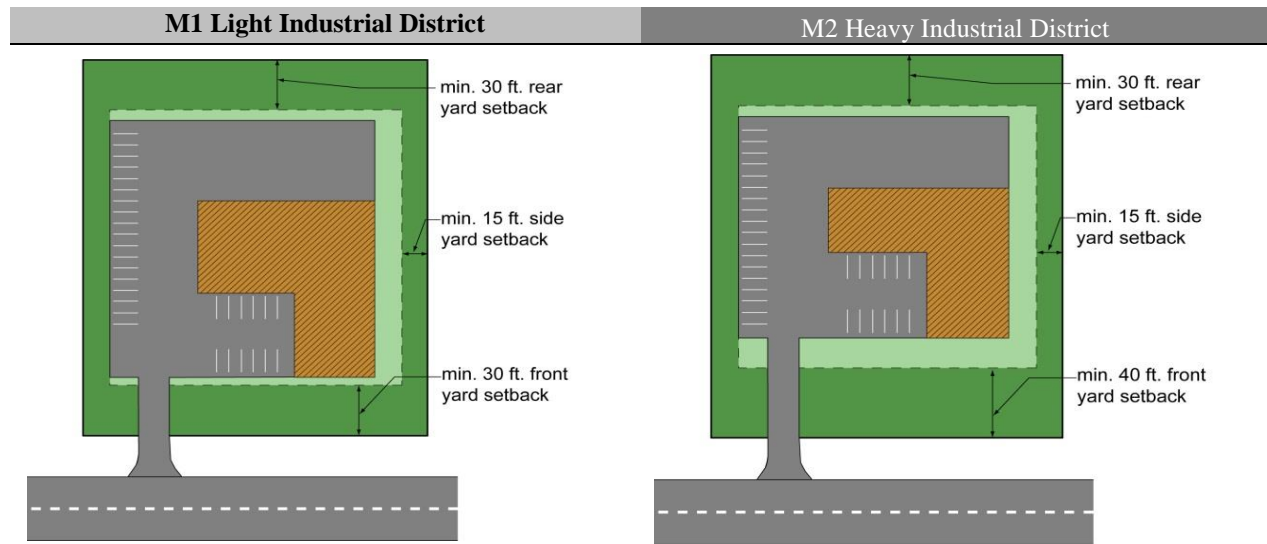 M1 Light Industrial District
min. 30 ft. rear
yard setback
min. 15 ft. side
yard setback
min. 30 ft. front
yard setback
M2 Heavy Industrial District
min. 30 ft. rear
yard setback
min. 15 ft. side
yard setback
min. 40 ft. front
yard setback